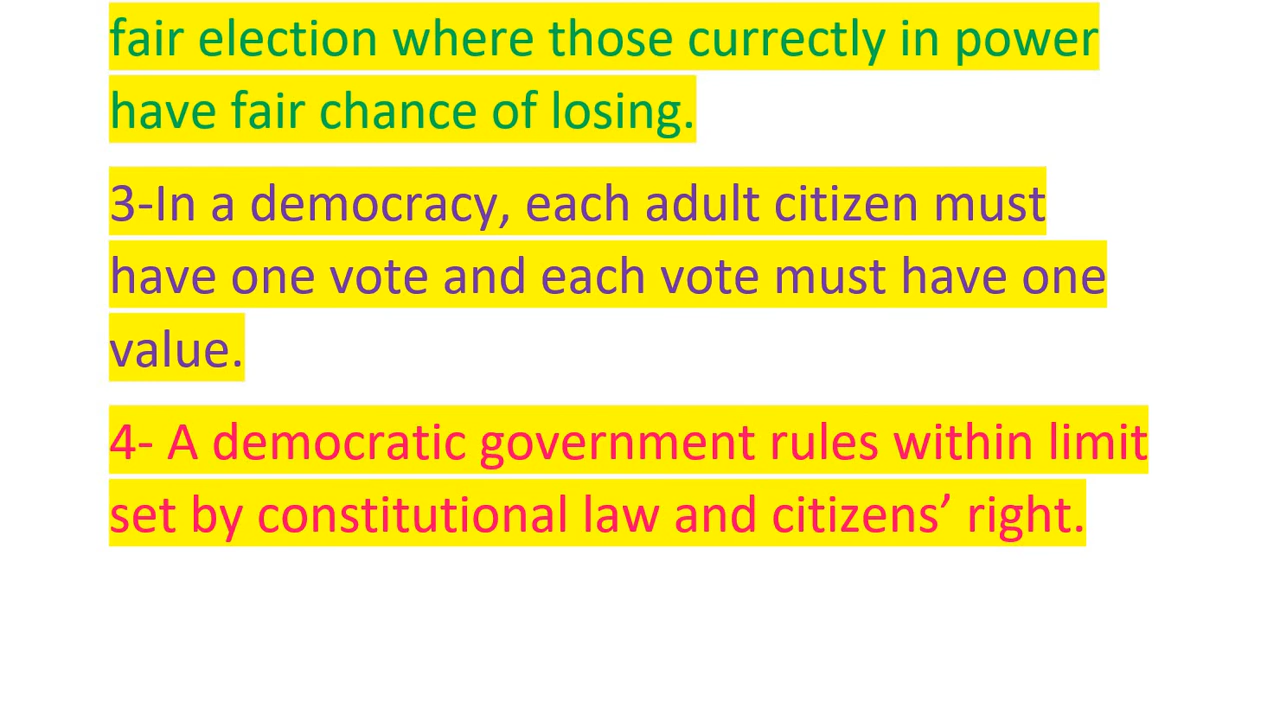 fair election where those currectly in power
have fair chance of losing.
3-In a democracy, each adult citizen must
have one vote and each vote must have one
value.
4- A democratic government rules within limit
set by constitutional law and citizens’ right.